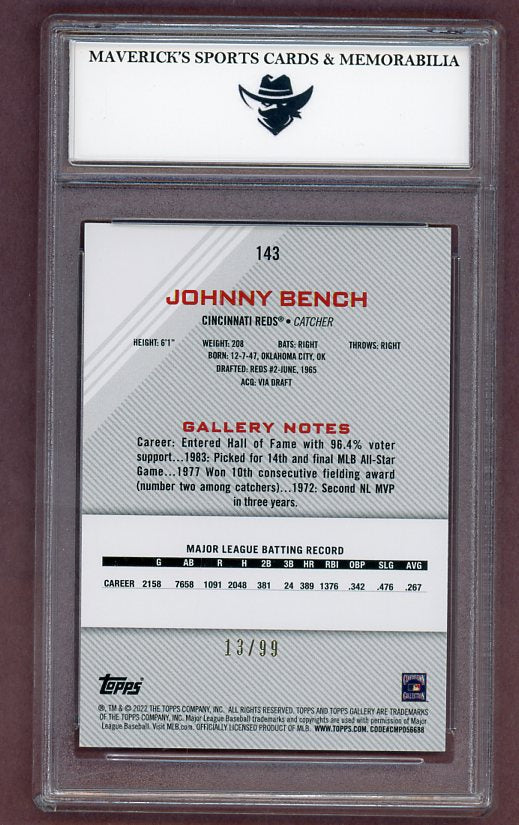 MAVERICK'S SPORTS CARDS & MEMORABILIA
143
JOHNNY BENCH
CINCINNATI REDS® • CATCHER
HEIGHT: 6'1" WEIGHT: 208 BATS: RIGHT THROWS: RIGHT
BORN: 12-7-47, OKLAHOMA CITY, OK
DRAFTED: REDS #2-JUNE, 1965
ACQ: VIA DRAFT
GALLERY NOTES
Career: Entered Hall of Fame with 96.4% voter
support...1983: Picked for 14th and final MLB All-Star
Game...1977 Won 10th consecutive fielding award
(number two among catchers)...1972: Second NL MVP
in three years.
MAJOR LEAGUE BATTING RECORD
G AB R H 2B 3B HR RBI OBP SLG AVG
CAREER 2158 7658 1091 2048 381 24 389 1376 .342 .476 .267
13/99
Topps
®, TM & © 2022 THE TOPPS COMPANY, INC. ALL RIGHTS RESERVED. TOPPS AND TOPPS GALLERY ARE TRADEMARKS
OF THE TOPPS COMPANY, INC. Major League Baseball trademarks and copyrights are used with permission of Major
League Baseball. Visit MLB.com. OFFICIALLY LICENSED PRODUCT OF MLB. WWW.TOPPS.COM. CODE#CMP056688